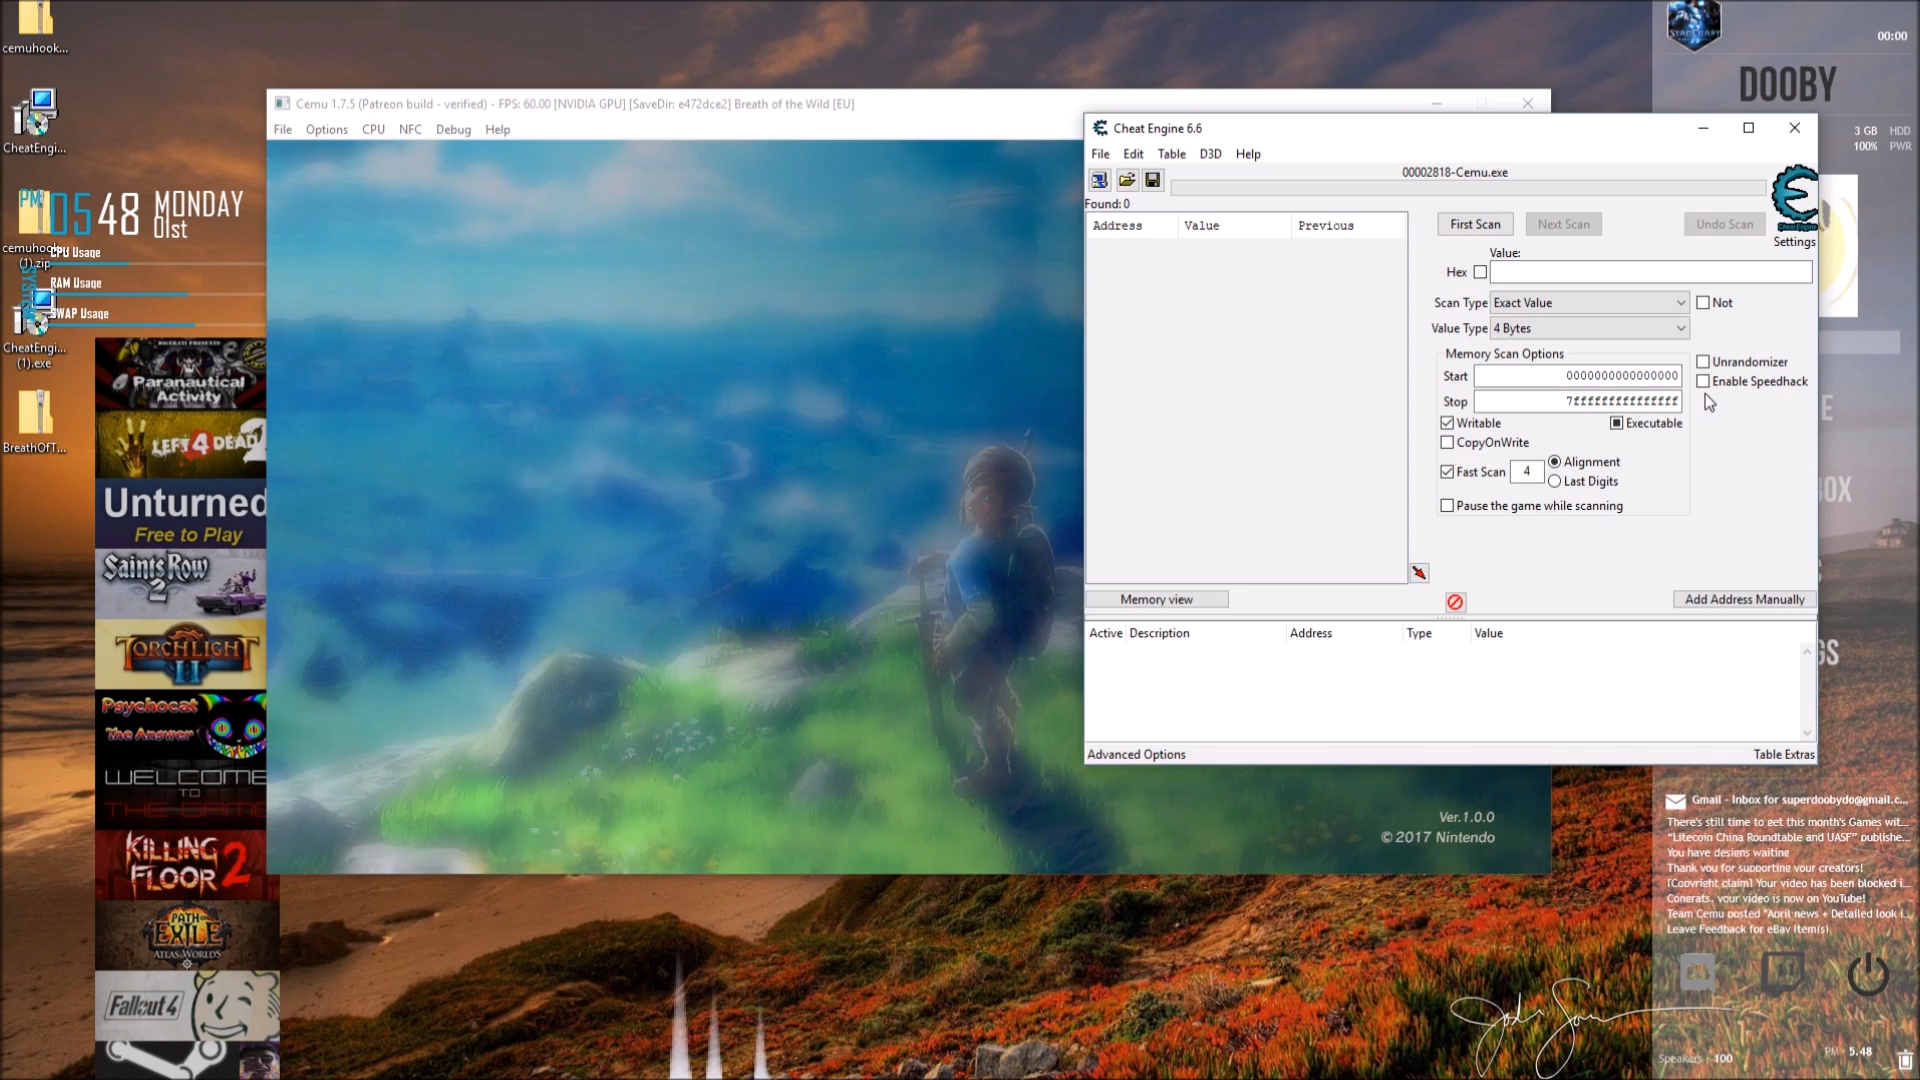 cemuhook...
CheatEngi...
PM
05 48 MONDAY
01st
cemuhook
(1).zip
SYSTEM
CPU Usage
RAM Usage
SWAP Usage
CheatEngi...
(1).exe
BreathOfT...
Paranautical
Activity
LEFT 4 DEAD 2
Unturned
Free to Play
Saints Row
2
TORCHLIGHT
II
Psychocat
The Answer
WELCOME
TO
THE GAME
KILLING
FLOOR 2
PATH OF
EXILE
ATLAS OF WORLDS
Fallout 4
Cemu 1.7.5 (Patreon build - verified) - FPS: 60.00 [NVIDIA GPU] [SaveDir: e472dce2] Breath of the Wild [EU]
File Options CPU NFC Debug Help
Ver.1.0.0
© 2017 Nintendo
Cheat Engine 6.6
File Edit Table D3D Help
00002818-Cemu.exe
Found: 0
Address Value Previous
First Scan Next Scan Undo Scan
Cheat Engine
Settings
Value:
Hex
Scan Type Exact Value Not
Value Type 4 Bytes
Memory Scan Options
Start 0000000000000000
Stop 7fffffffffffffff
Unrandomizer
Enable Speedhack
Writable Executable
CopyOnWrite
Fast Scan 4 Alignment
Last Digits
Pause the game while scanning
Memory view Add Address Manually
Active Description Address Type Value
Advanced Options Table Extras
STARCRAFT
00:00
DOOBY
3 GB HDD
100% PWR
Gmail - Inbox for superdoobydo@gmail.c...
There's still time to get this month's Games wit...
"Litecoin China Roundtable and UASF" publishe...
You have designs waiting
Thank you for supporting your creators!
[Copyright claim] Your video has been blocked i...
Congrats, your video is now on YouTube!
Team Cemu posted "April news + Detailed look i...
Leave Feedback for eBay Item(s)
Speakers : 100
PM - 5.48